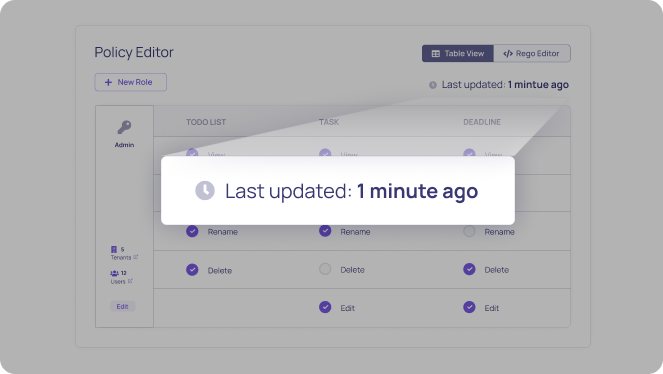 Policy Editor
Table View
Rego Editor
New Role
Last updated: 1 mintue ago
TODO LIST
TASK
DEADLINE
Admin
View
View
View
Last updated: 1 minute ago
Rename
Rename
Rename
5
Tenants
Delete
Delete
Delete
12
Users
Edit
Edit
Edit